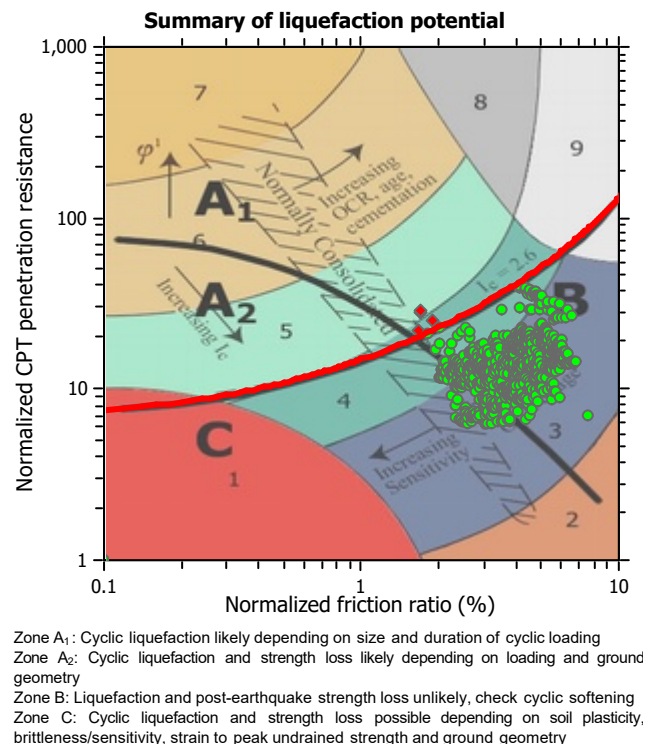 Summary of liquefaction potential
1,000
7
8
9
φ'
Increasing
OCR, age,
cementation
A1
Normally Consolidated
100
6
Ic = 2.6
B
A2
Increasing Ic
5
10
4
3
C
1
Increasing
Sensitivity
2
1
0.1
1
10
Normalized CPT penetration resistance
Normalized friction ratio (%)
Zone A1: Cyclic liquefaction likely depending on size and duration of cyclic loading
Zone A2: Cyclic liquefaction and strength loss likely depending on loading and ground
geometry
Zone B: Liquefaction and post-earthquake strength loss unlikely, check cyclic softening
Zone C: Cyclic liquefaction and strength loss possible depending on soil plasticity,
brittleness/sensitivity, strain to peak undrained strength and ground geometry